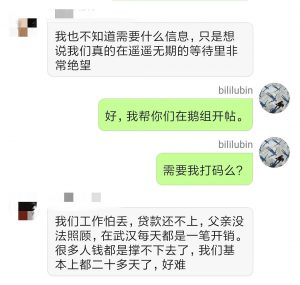 我也不知道需要什么信息，只是想
说我们真的在遥遥无期的等待里非
常绝望
bililubin
好，我帮你们在鹅组开帖。
bililubin
需要我打码么？
我们工作怕丢，贷款还不上，父亲没
法照顾，在武汉每天都是一笔开销。
很多人钱都是撑不下去了，我们基
本上都二十多天了，好难